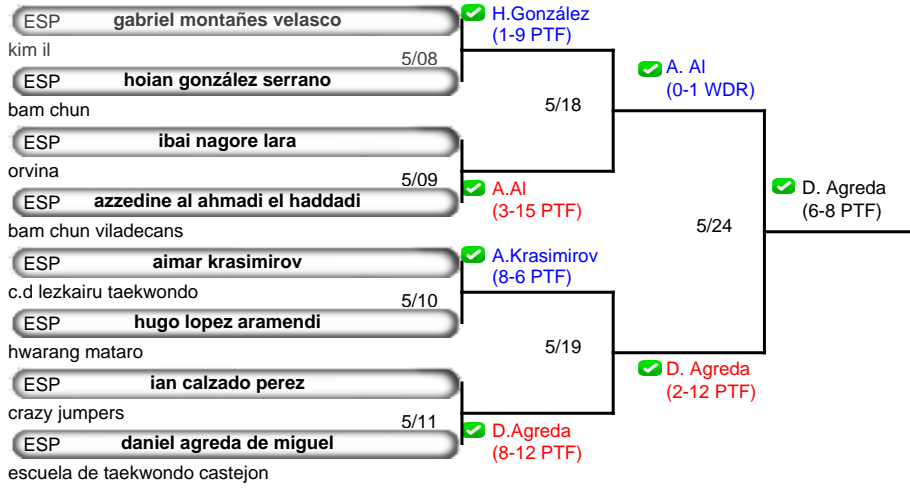 ESP gabriel montañes velasco
kim il
5/08
ESP hoian gonzález serrano
bam chun
ESP ibai nagore lara
orvina
5/09
ESP azzedine al ahmadi el haddadi
bam chun viladecans
ESP aimar krasimirov
c.d lezkairu taekwondo
5/10
ESP hugo lopez aramendi
hwarang mataro
ESP ian calzado perez
crazy jumpers
5/11
ESP daniel agreda de miguel
escuela de taekwondo castejon
H.González
(1-9 PTF)
5/18
A.Al
(3-15 PTF)
A.Krasimirov
(8-6 PTF)
5/19
D.Agreda
(8-12 PTF)
A. Al
(0-1 WDR)
5/24
D. Agreda
(2-12 PTF)
D. Agreda
(6-8 PTF)